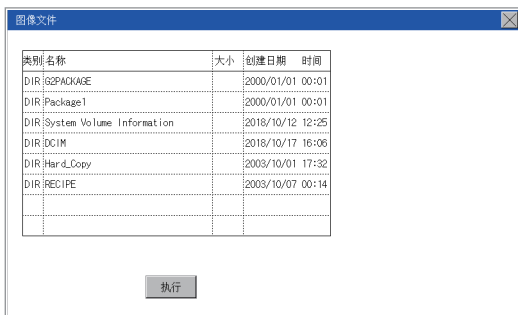 图像文件
类别 名称 大小 创建日期 时间
DIR G2PACKAGE 2000/01/01 00:01
DIR Package1 2000/01/01 00:01
DIR System Volume Information 2018/10/12 12:25
DIR DCIM 2018/10/17 16:06
DIR Hard_Copy 2003/10/01 17:32
DIR RECIPE 2003/10/07 00:14
执行